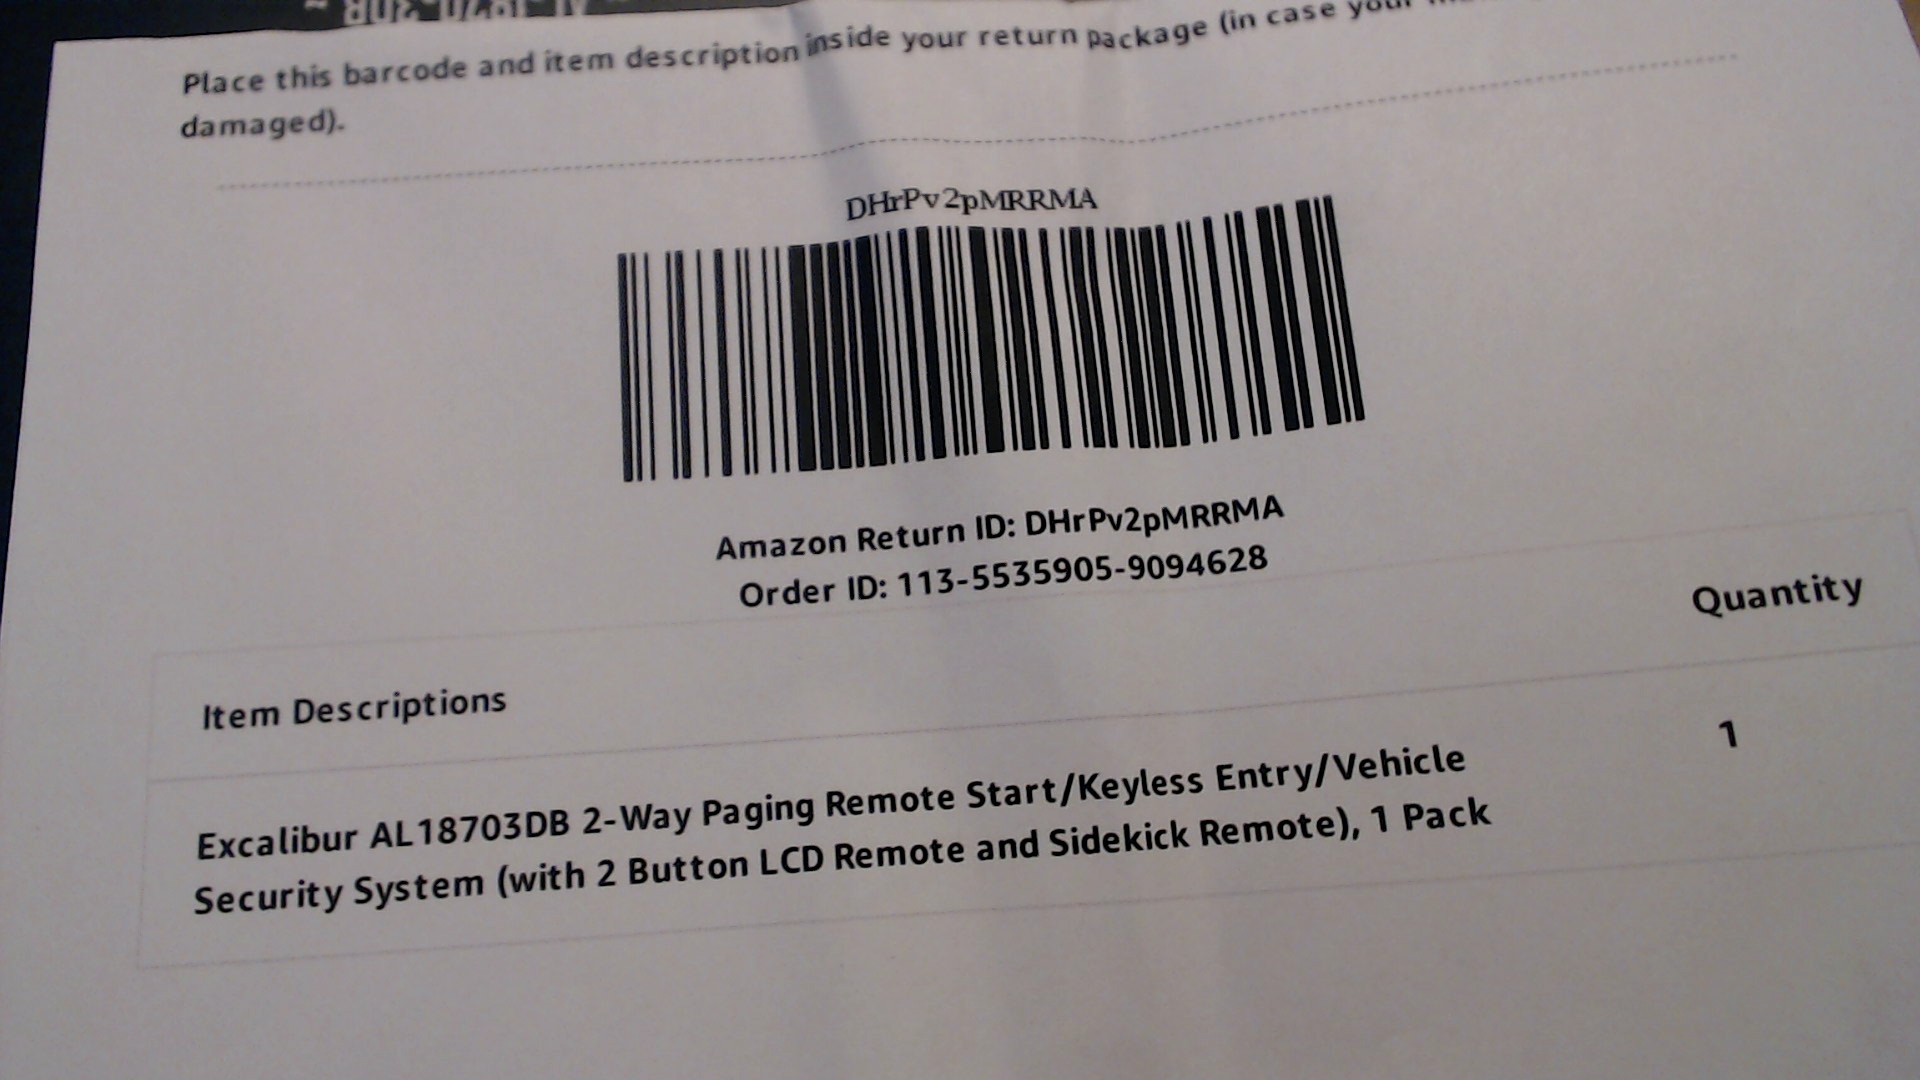 Place this barcode and item description inside your return package (in case your
damaged).
DHrPv2pMRRMA
Amazon Return ID: DHrPv2pMRRMA
Order ID: 113-5535905-9094628
Quantity
Item Descriptions
1
Excalibur AL18703DB 2-Way Paging Remote Start/Keyless Entry/Vehicle
Security System (with 2 Button LCD Remote and Sidekick Remote), 1 Pack